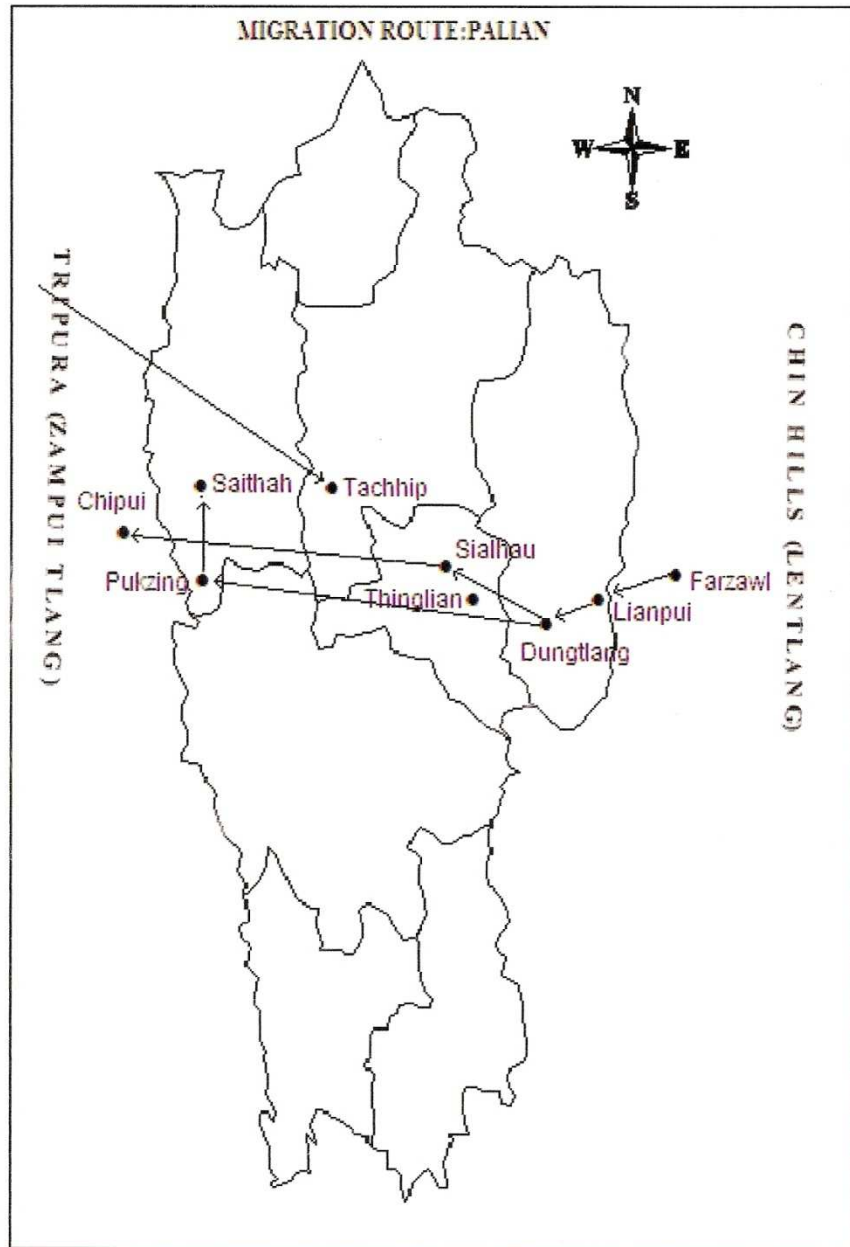 MIGRATION ROUTE:PALIAN
N
W E
S
TRIPURA (ZAMPUI TLANG)
CHIN HILLS (LENTLANG)
Saithah
Tachhip
Chipui
Sialhau
Pukzing
Thinglian
Farzawl
Lianpui
Dungtlang